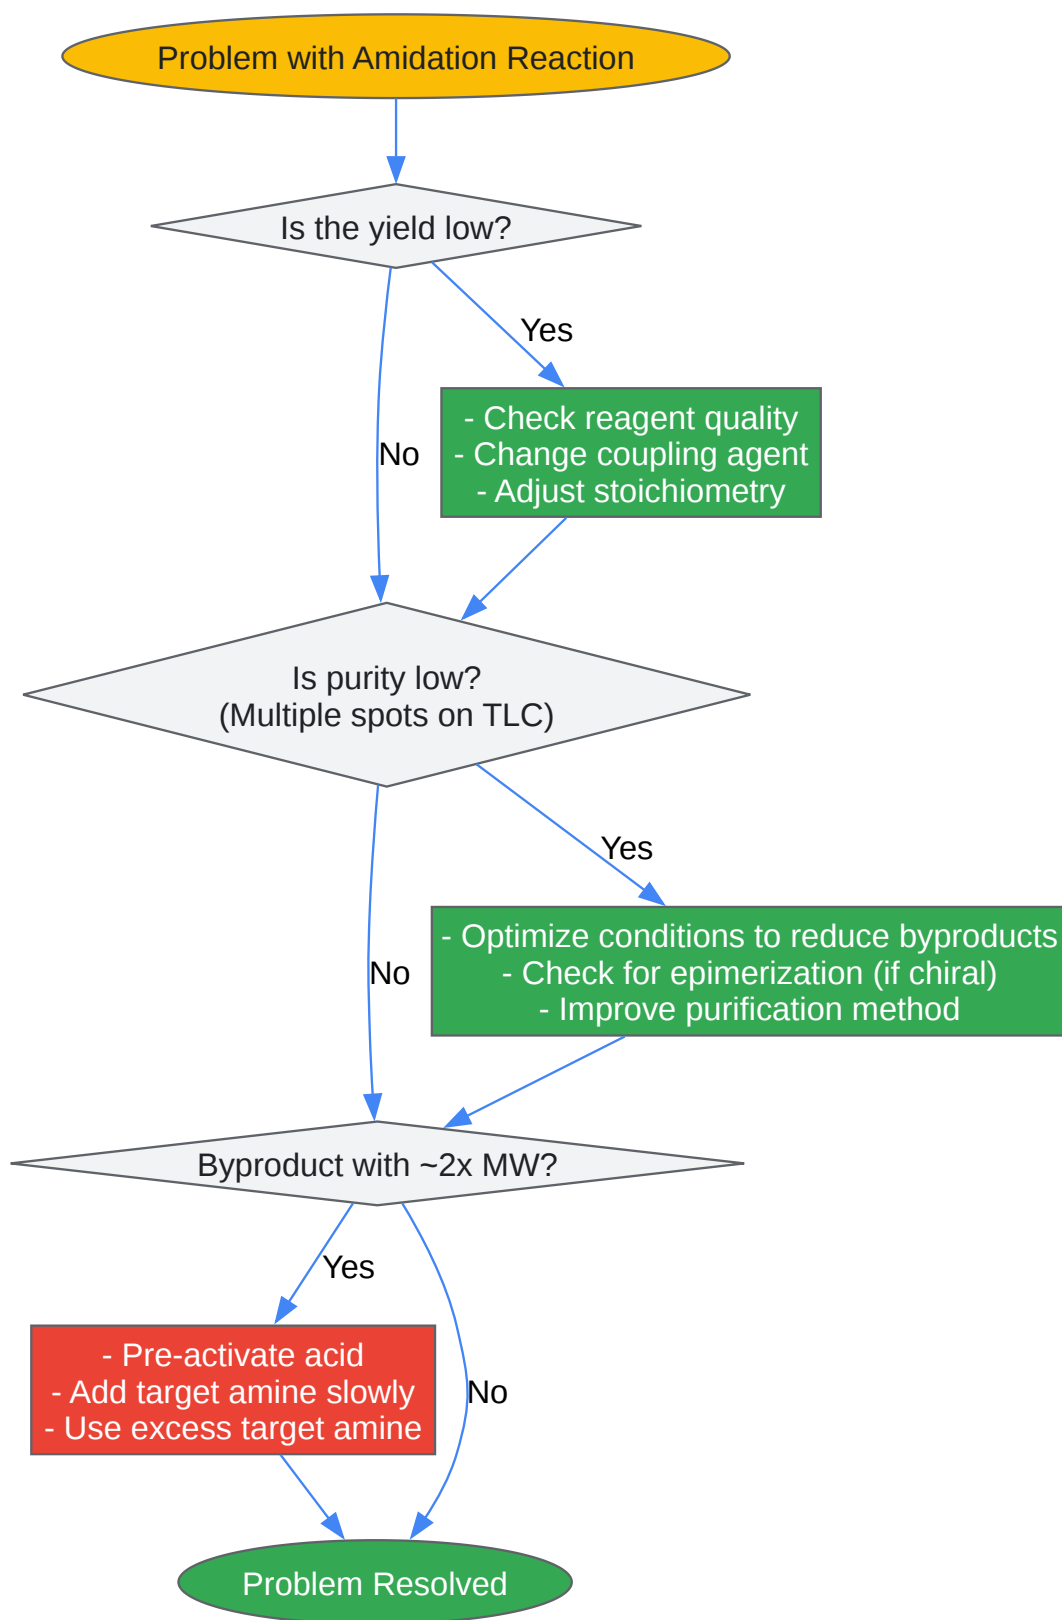 Problem with Amidation Reaction
Is the yield low?
Yes
- Check reagent quality
- Change coupling agent
- Adjust stoichiometry
No
Is purity low?
(Multiple spots on TLC)
Yes
- Optimize conditions to reduce byproducts
- Check for epimerization (if chiral)
- Improve purification method
No
Byproduct with ~2x MW?
Yes
- Pre-activate acid
- Add target amine slowly
- Use excess target amine
No
Problem Resolved